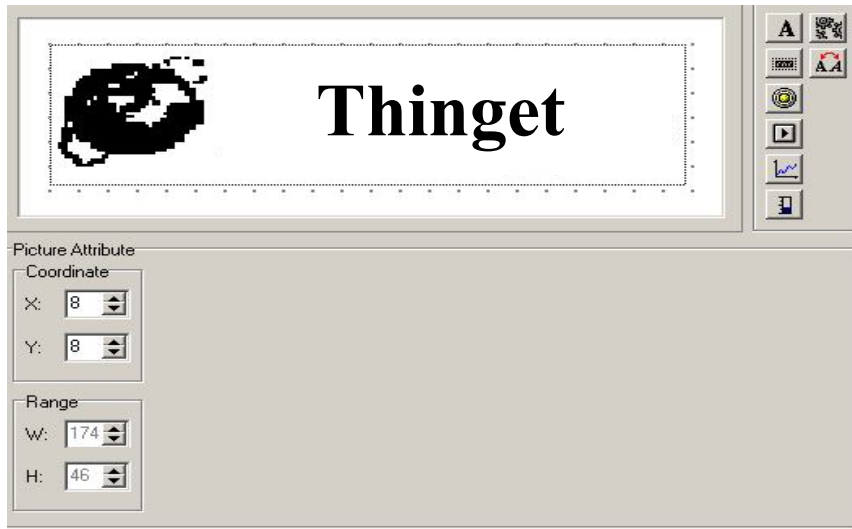 Thinget
A
A A
Picture Attribute
Coordinate
X: 8
Y: 8
Range
W: 174
H: 46